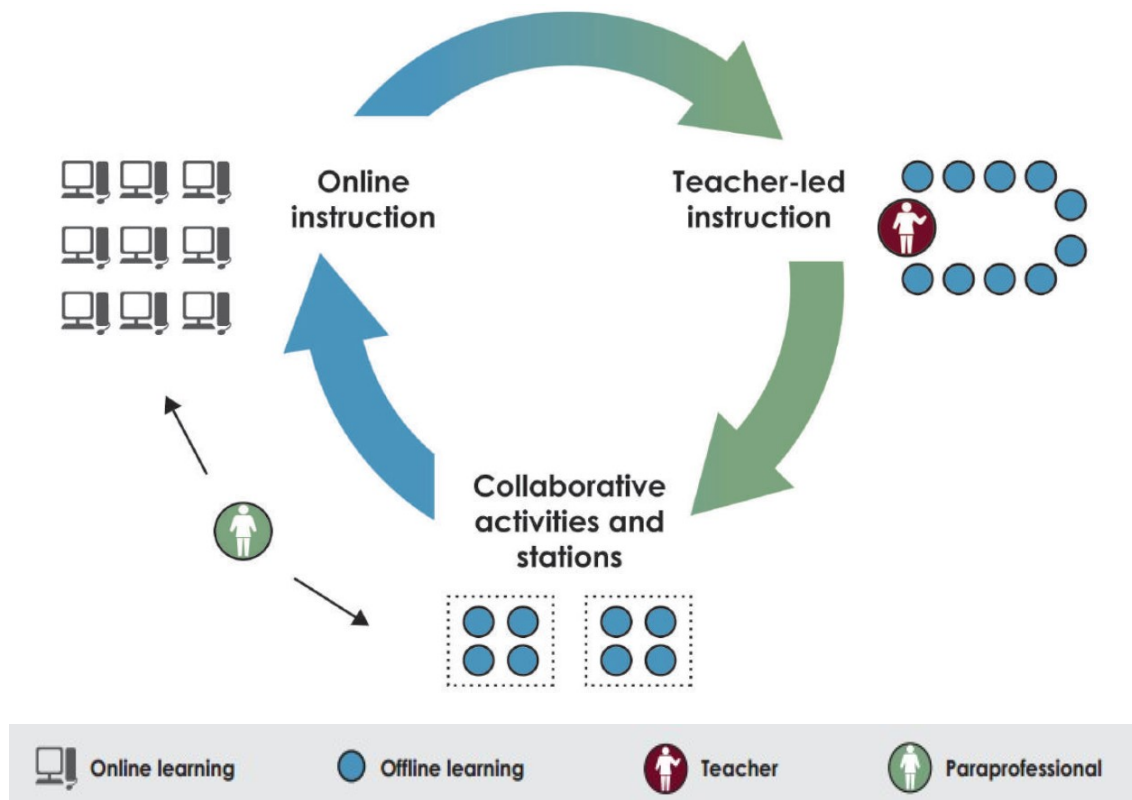 Online
instruction
Teacher-led
instruction
Collaborative
activities and
stations
Online learning
Offline learning
Teacher
Paraprofessional